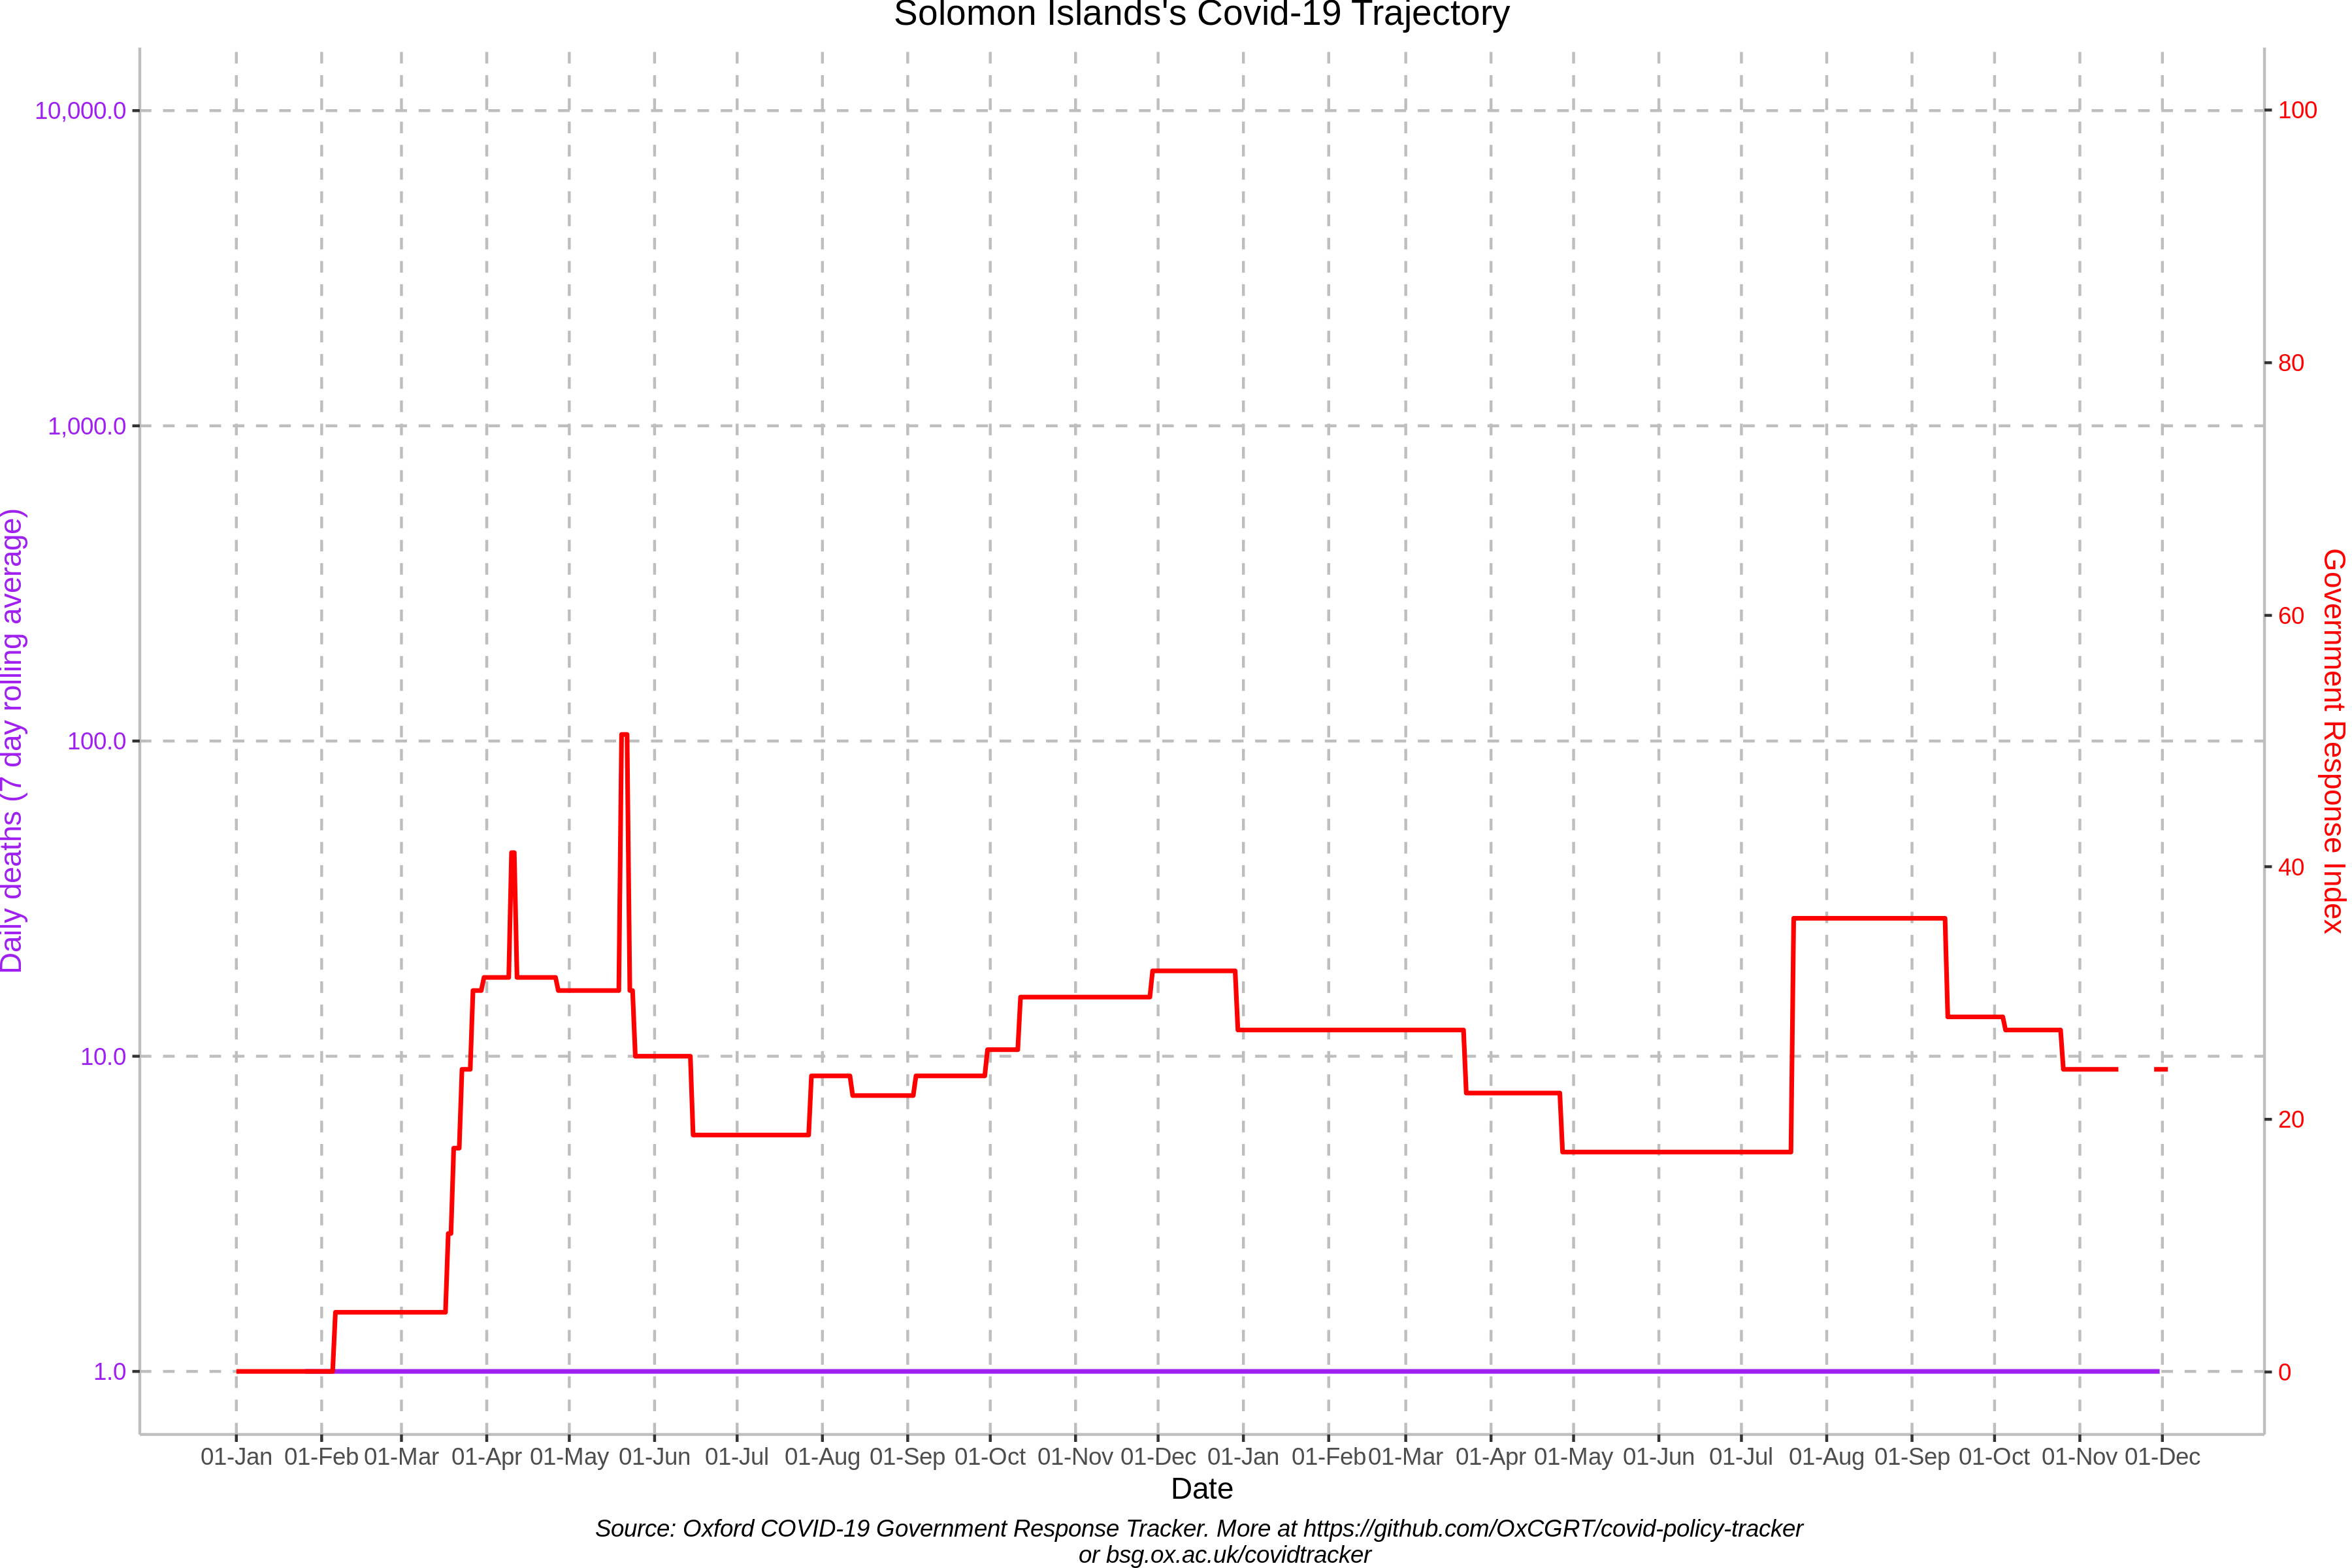 Solomon Islands's Covid-19 Trajectory
10,000.0
1,000.0
100.0
10.0
1.0
Daily deaths (7 day rolling average)
100
80
60
40
20
0
Government Response Index
01-Jan 01-Feb 01-Mar 01-Apr 01-May 01-Jun 01-Jul 01-Aug 01-Sep 01-Oct 01-Nov 01-Dec 01-Jan 01-Feb 01-Mar 01-Apr 01-May 01-Jun 01-Jul 01-Aug 01-Sep 01-Oct 01-Nov 01-Dec
Date
Source: Oxford COVID-19 Government Response Tracker. More at https://github.com/OxCGRT/covid-policy-tracker
or bsg.ox.ac.uk/covidtracker